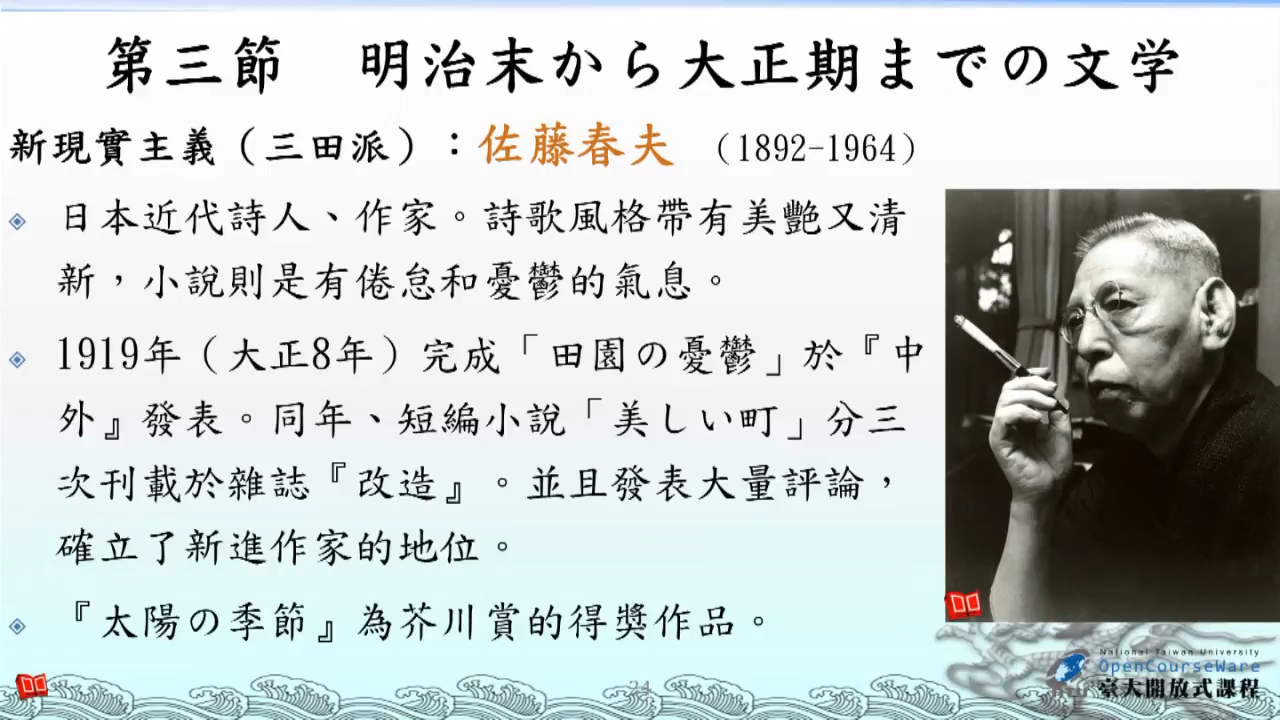 第三節　明治末から大正期までの文学
新現實主義（三田派）：佐藤春夫（1892-1964）
日本近代詩人、作家。詩歌風格帶有美艷又清
新，小說則是有倦怠和憂鬱的氣息。
1919年（大正8年）完成「田園の憂鬱」於『中
外』發表。同年、短編小說「美しい町」分三
次刊載於雜誌『改造』。並且發表大量評論，
確立了新進作家的地位。
『太陽の季節』為芥川賞的得獎作品。
24
National Taiwan University
OpenCourseWare
臺大開放式課程